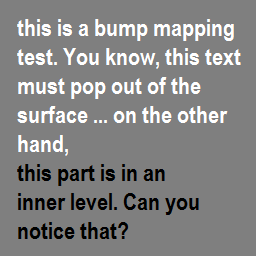 this is a bump mapping
test. You know, this text
must pop out of the
surface ... on the other
hand,
this part is in an
inner level. Can you
notice that?